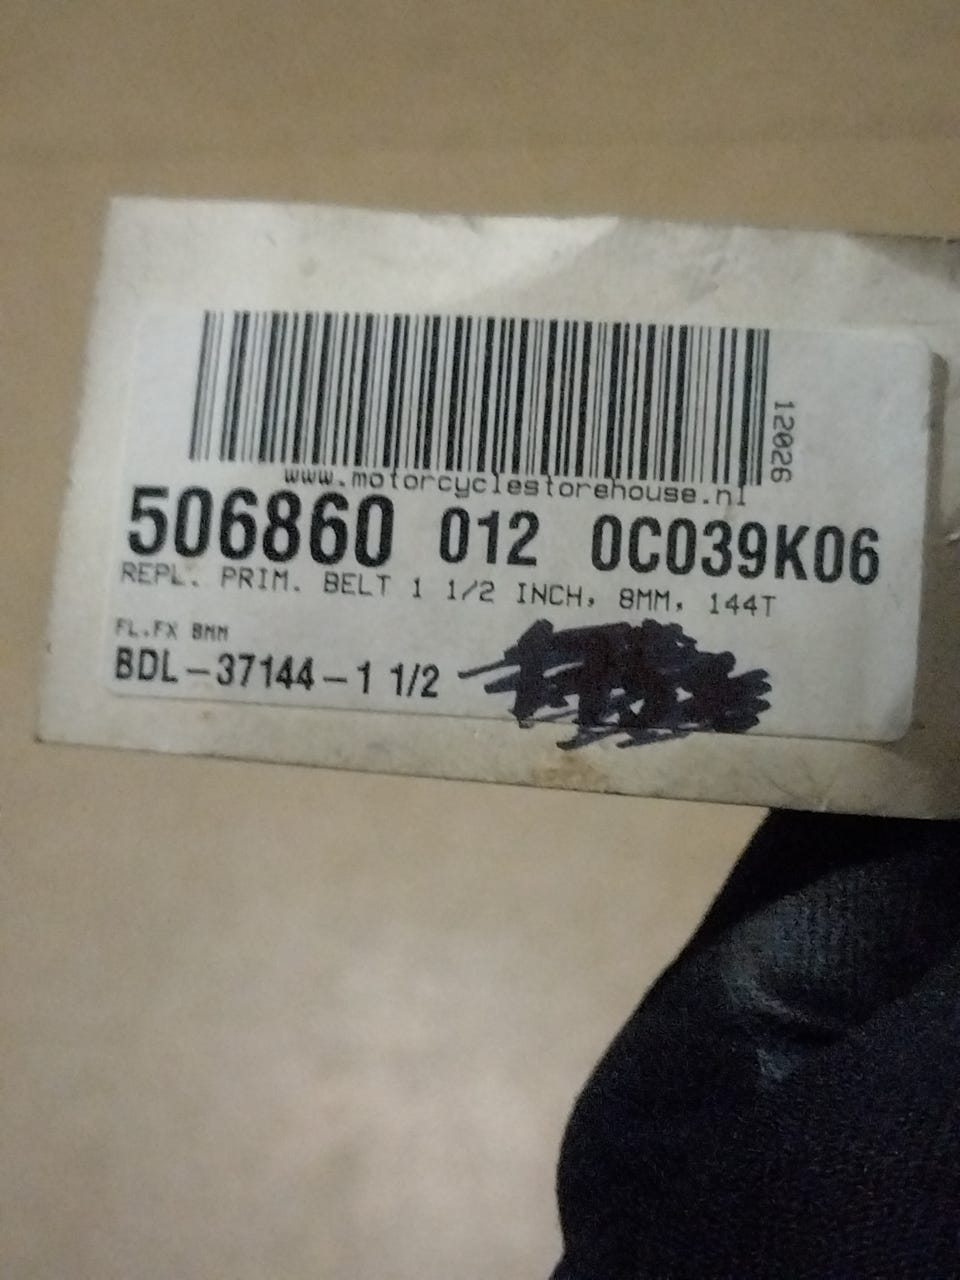 12026
www.motorcyclestorehouse.nl
506860 012 0C039K06
REPL. PRIM. BELT 1 1/2 INCH, 8MM, 144T
FL.FX 8MM
BDL-37144-1 1/2